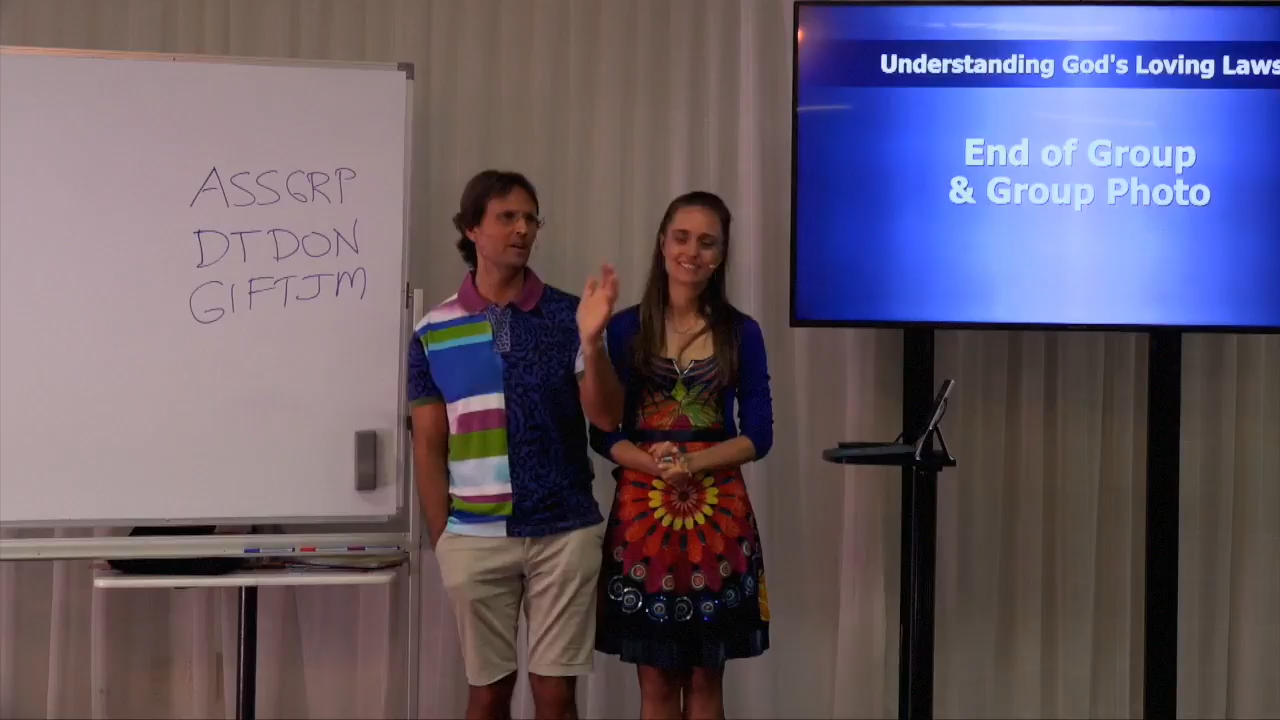 ASSGRP
DTDON
GIFTJM
Understanding God's Loving Laws
End of Group
& Group Photo